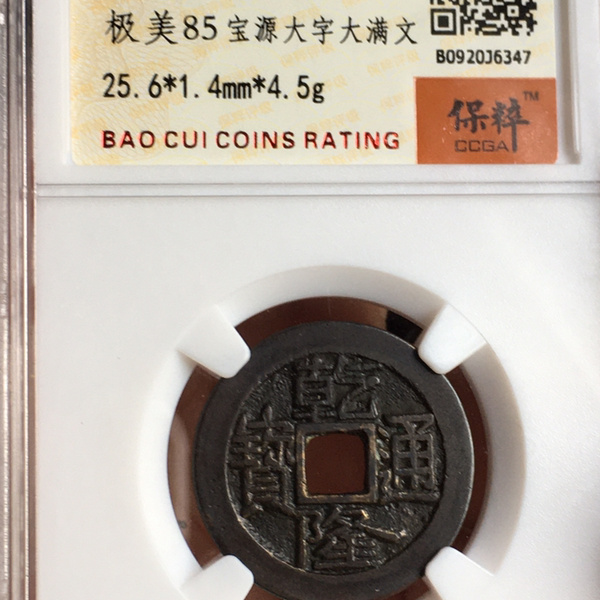 极美85宝源大字大满文
B0920J6347
25.6*1.4mm*4.5g
保粹™
CCGA
BAO CUI COINS RATING
乾隆通寶